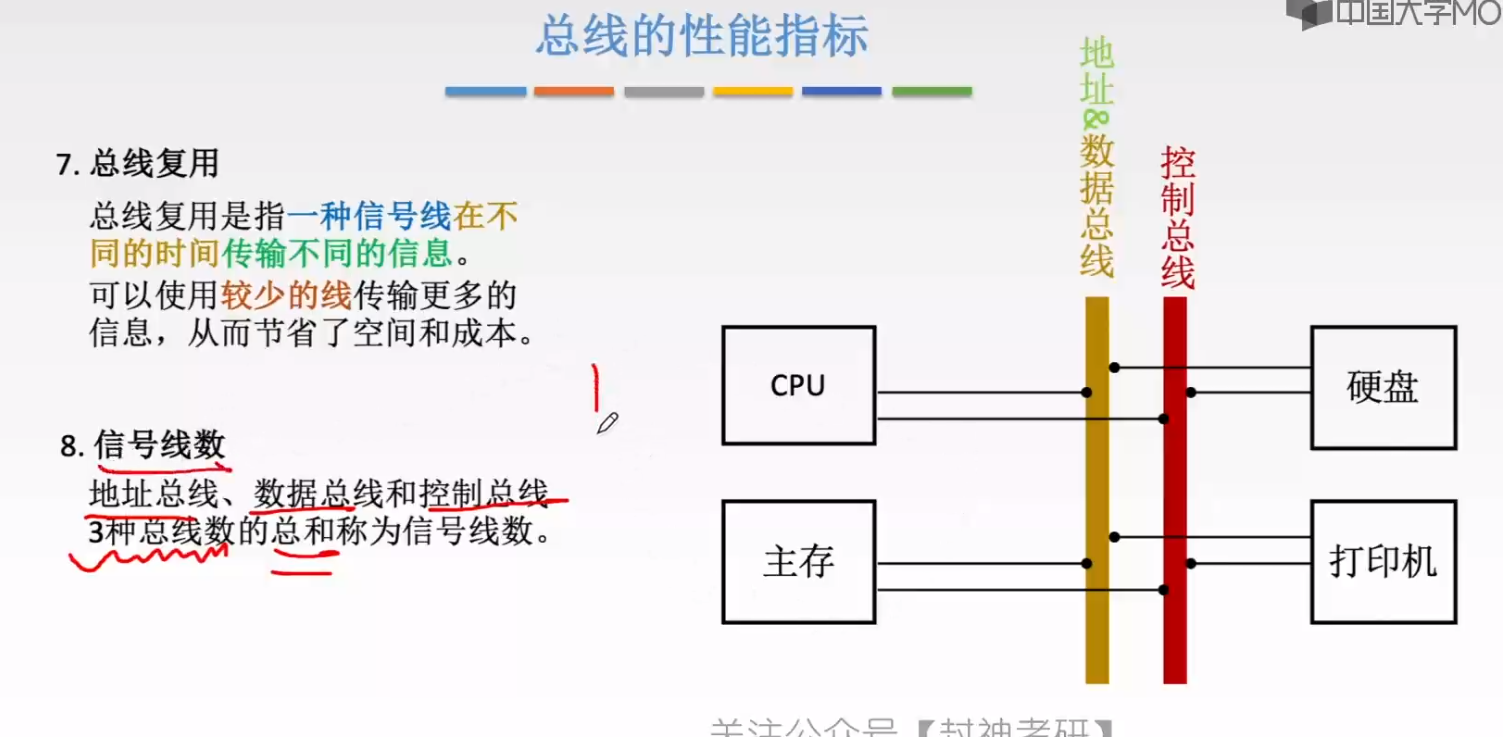 中国大学MO
总线的性能指标
7. 总线复用
总线复用是指一种信号线在不
同的时间传输不同的信息。
可以使用较少的线传输更多的
信息，从而节省了空间和成本。
8. 信号线数
地址总线、数据总线和控制总线
3种总线数的总和称为信号线数。
地址&数据总线
控制总线
CPU
硬盘
主存
打印机
关注公众号【封神考研】